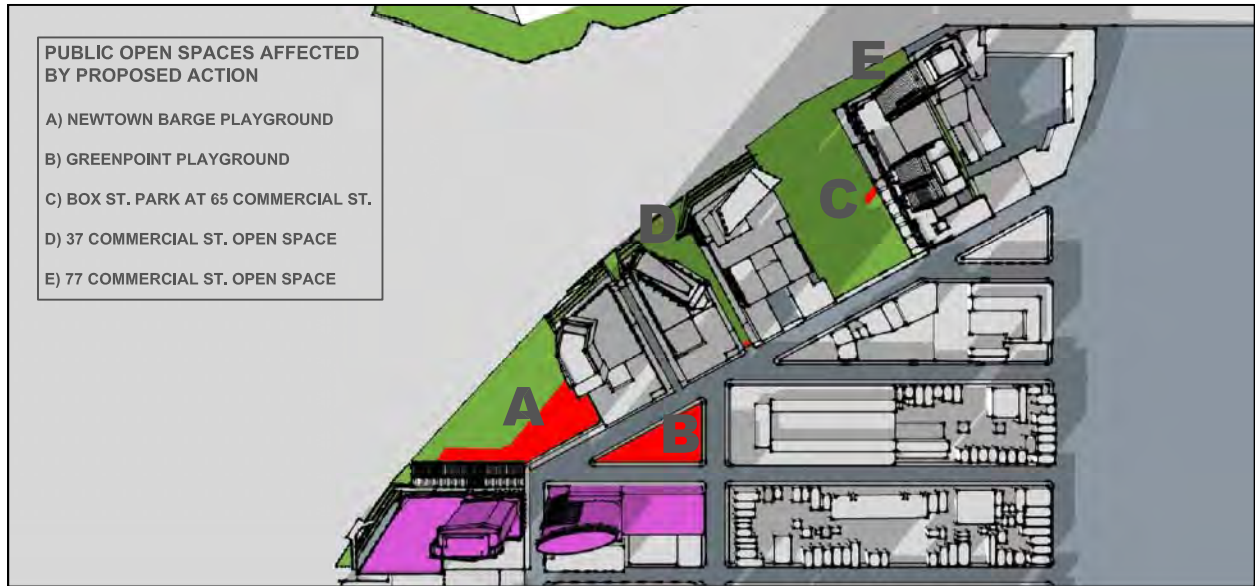 PUBLIC OPEN SPACES AFFECTED
BY PROPOSED ACTION
A) NEWTOWN BARGE PLAYGROUND
B) GREENPOINT PLAYGROUND
C) BOX ST. PARK AT 65 COMMERCIAL ST.
D) 37 COMMERCIAL ST. OPEN SPACE
E) 77 COMMERCIAL ST. OPEN SPACE
E
C
D
A
B